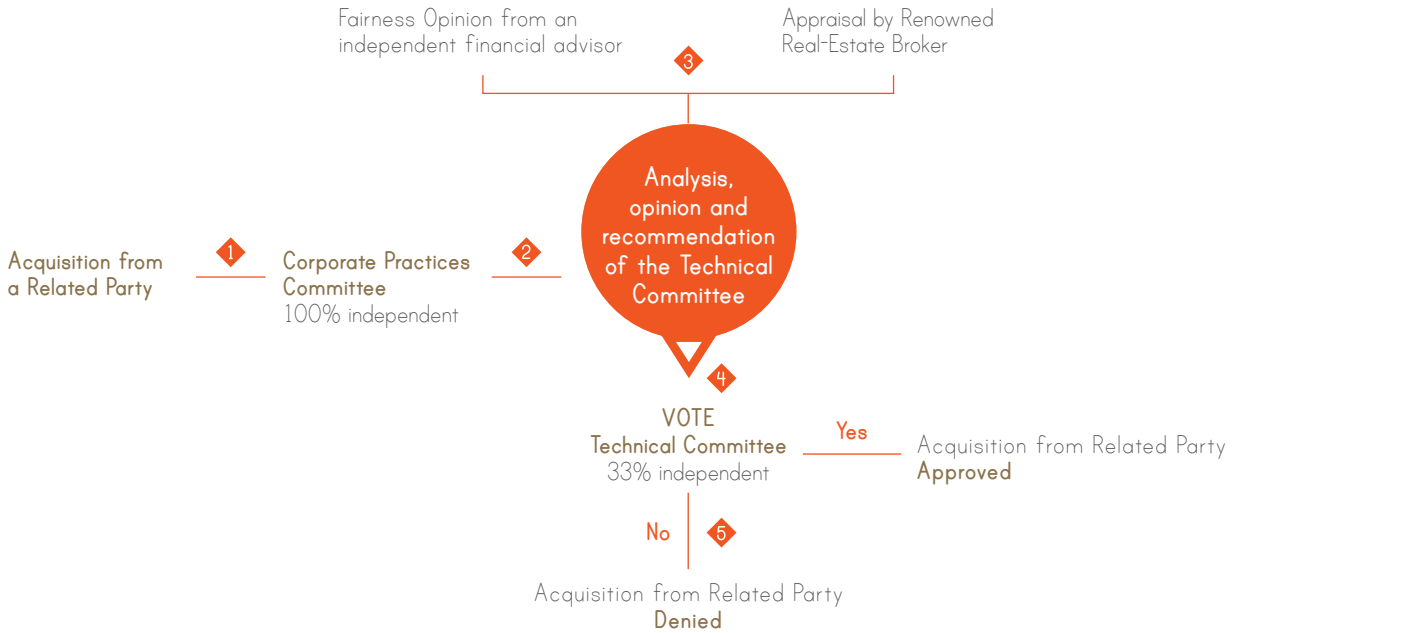 Fairness Opinion from an
independent financial advisor
Appraisal by Renowned
Real-Estate Broker
3
Analysis,
opinion and
recommendation
of the Technical
Committee
Acquisition from
a Related Party
1
Corporate Practices
Committee
100% independent
2
4
VOTE
Technical Committee
33% independent
Yes
Acquisition from Related Party
Approved
No
5
Acquisition from Related Party
Denied